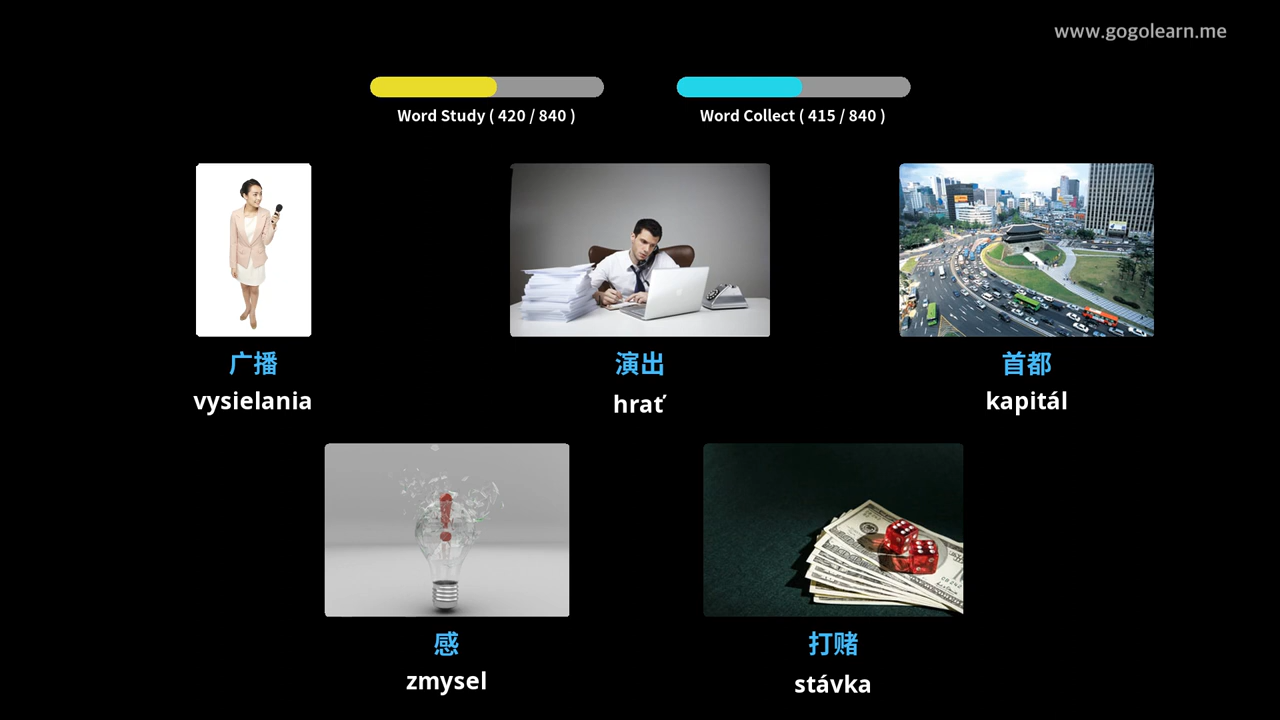 www.gogolearn.me
Word Study ( 420 / 840 )
Word Collect ( 415 / 840 )
广播
vysielania
演出
hrať
首都
kapitál
感
zmysel
打赌
stávka